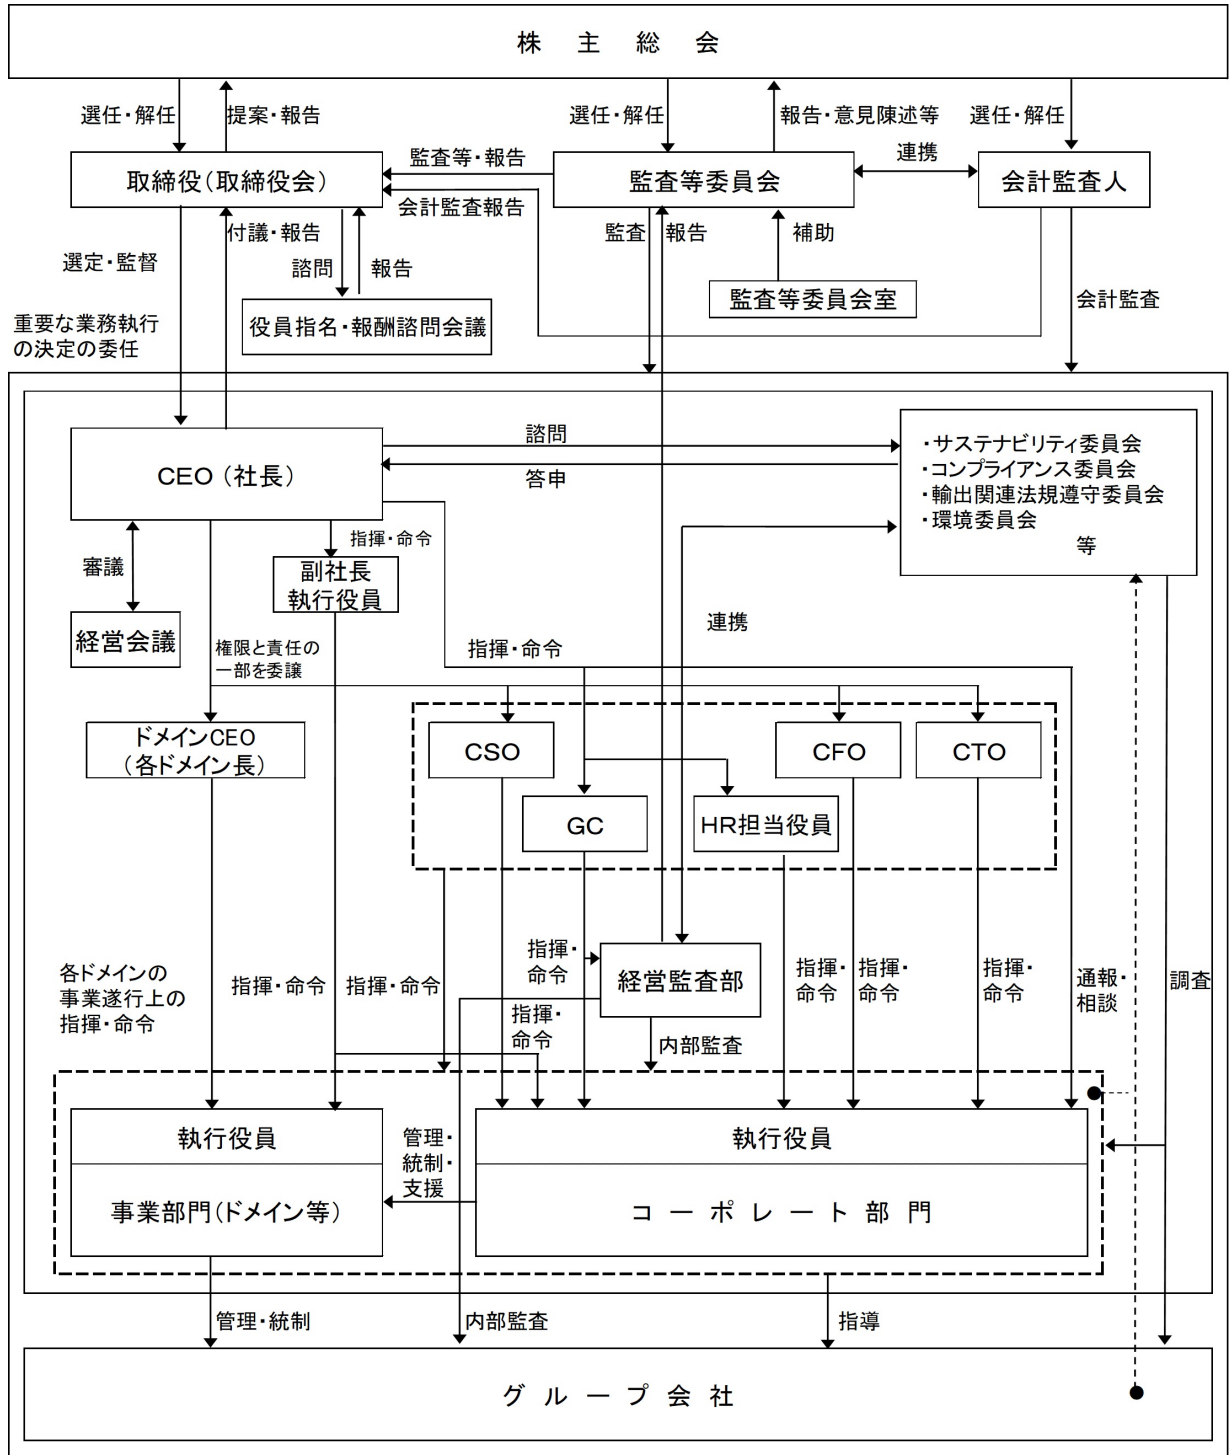 株主総会
選任・解任
提案・報告
選任・解任
報告・意見陳述等
選任・解任
取締役(取締役会)
監査等・報告
監査等委員会
連携
会計監査人
会計監査報告
付議・報告
監査
報告
補助
選定・監督
諮問
報告
監査等委員会室
会計監査
役員指名・報酬諮問会議
重要な業務執行
の決定の委任
CEO(社長)
諮問
答申
・サステナビリティ委員会
・コンプライアンス委員会
・輸出関連法規遵守委員会
・環境委員会
等
審議
指揮・命令
副社長
執行役員
経営会議
権限と責任の
一部を委譲
指揮・命令
連携
ドメインCEO
(各ドメイン長)
CSO
CFO
CTO
GC
HR担当役員
各ドメインの
事業遂行上の
指揮・命令
指揮・命令
指揮・命令
指揮・
命令
指揮・
命令
経営監査部
指揮・
命令
指揮・
命令
指揮・
命令
通報・
相談
調査
内部監査
執行役員
事業部門(ドメイン等)
管理・
統制・
支援
執行役員
コーポレート部門
管理・統制
内部監査
指導
グループ会社